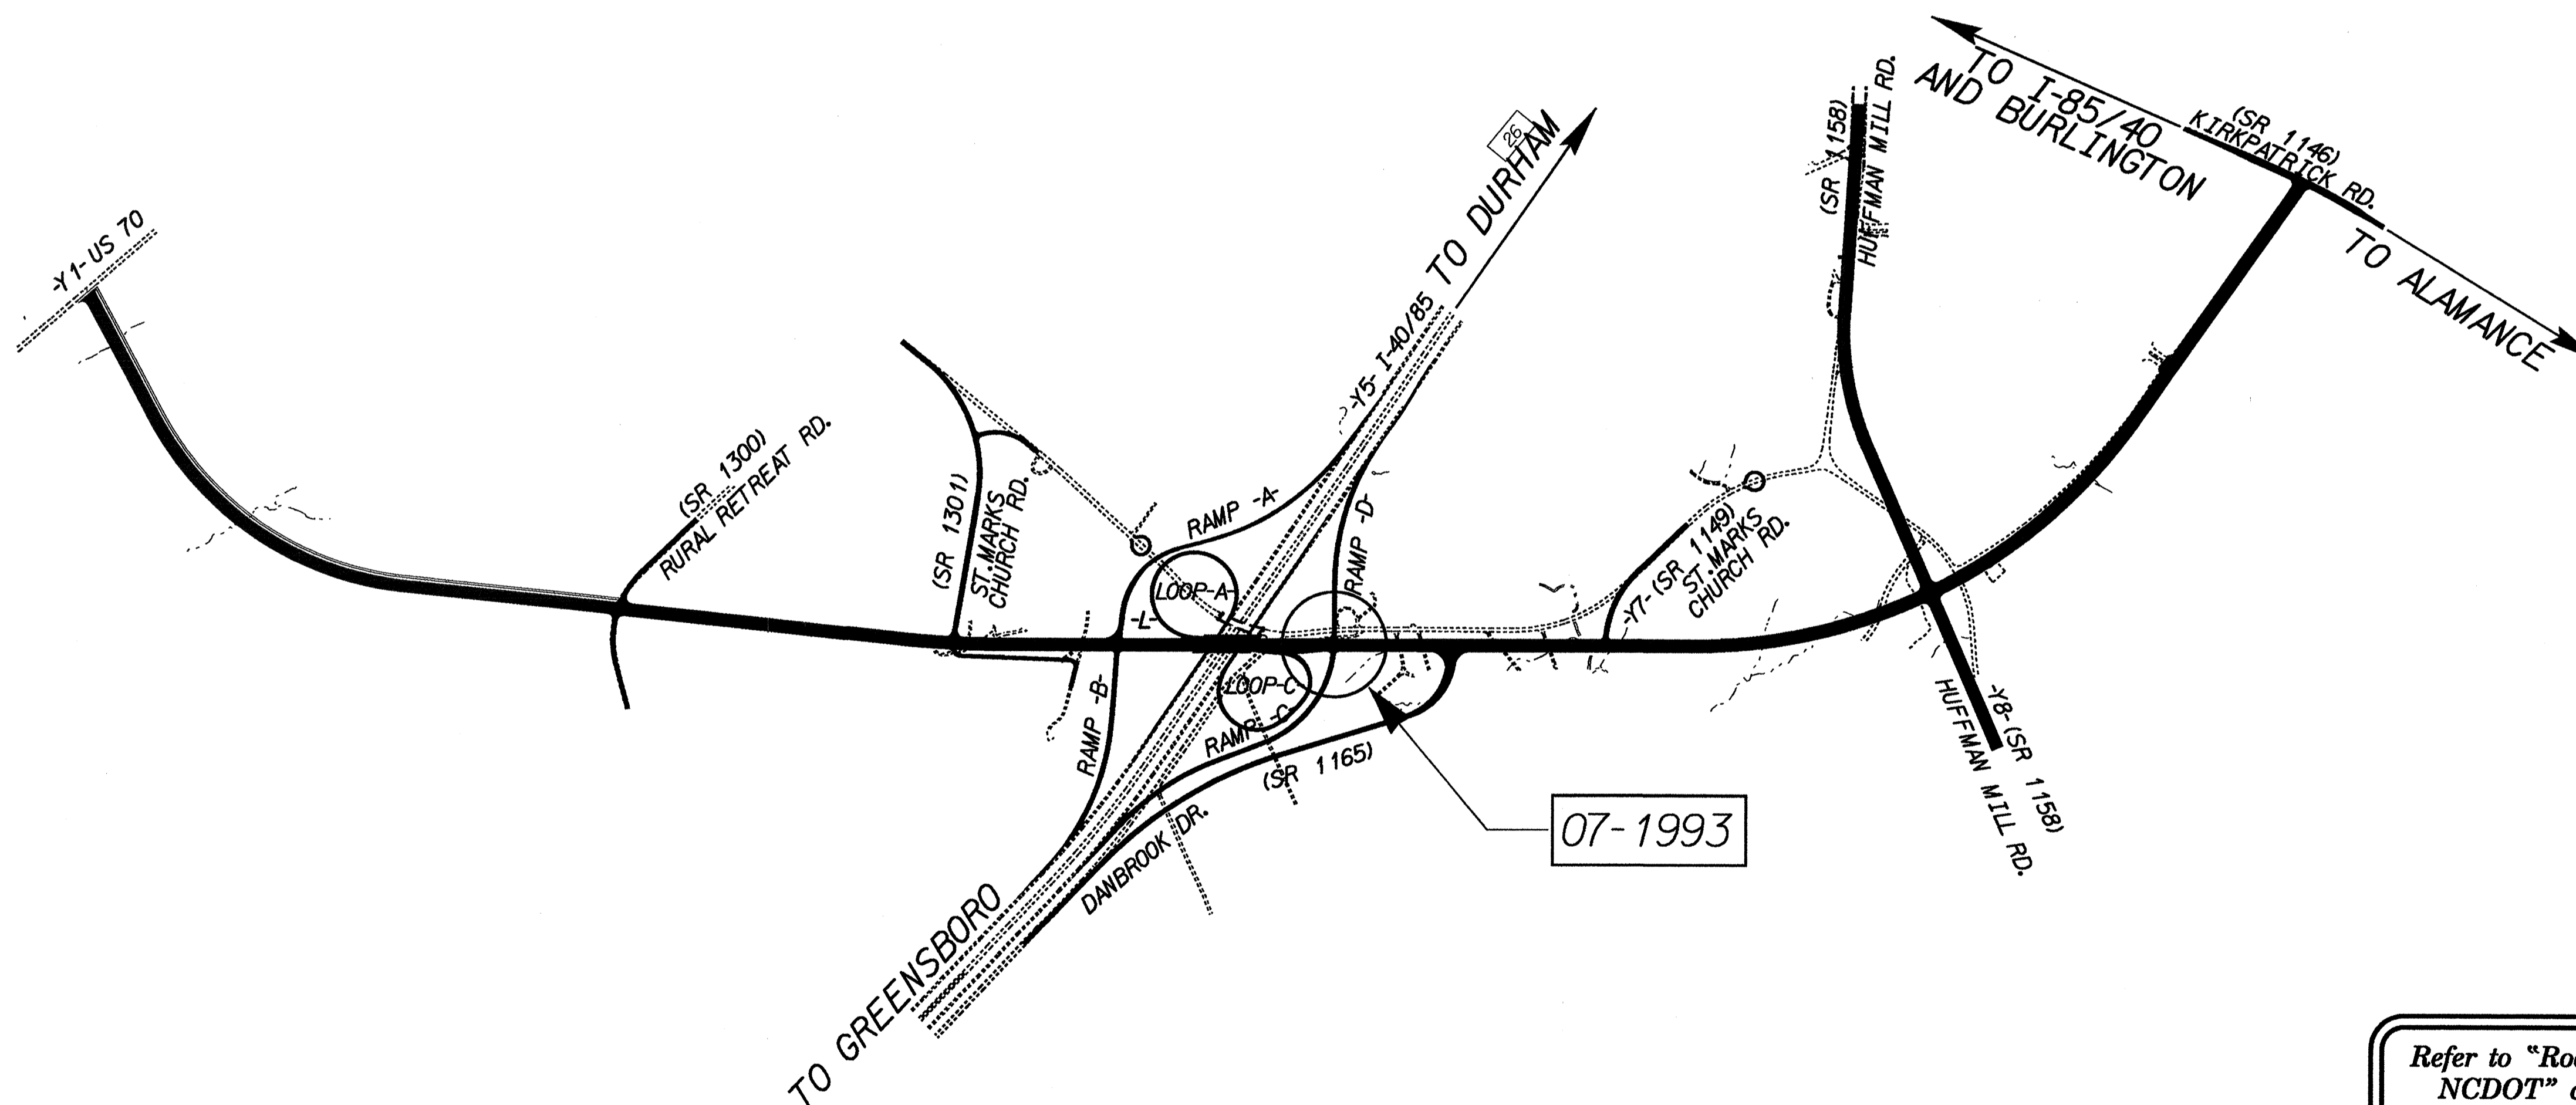 -Y1- US 70
(SR 1300)
RURAL RETREAT RD.
(SR 1301)
ST. MARKS
CHURCH RD.
RAMP -A-
LOOP-A-
-L-
RAMP -B-
LOOP-C-
RAMP -C-
RAMP -D-
-Y5- I-40/85
TO DURHAM
26
(SR 1165)
DANBROOK DR.
TO GREENSBORO
07-1993
-Y7-(SR 1149)
ST. MARKS
CHURCH RD.
(SR 1158)
HUFFMAN MILL RD.
-Y8-(SR 1158)
HUFFMAN MILL RD.
TO I-85/40
AND BURLINGTON
(SR 1146)
KIRKPATRICK RD.
TO ALAMANCE
Refer to "Ro
NCDOT"